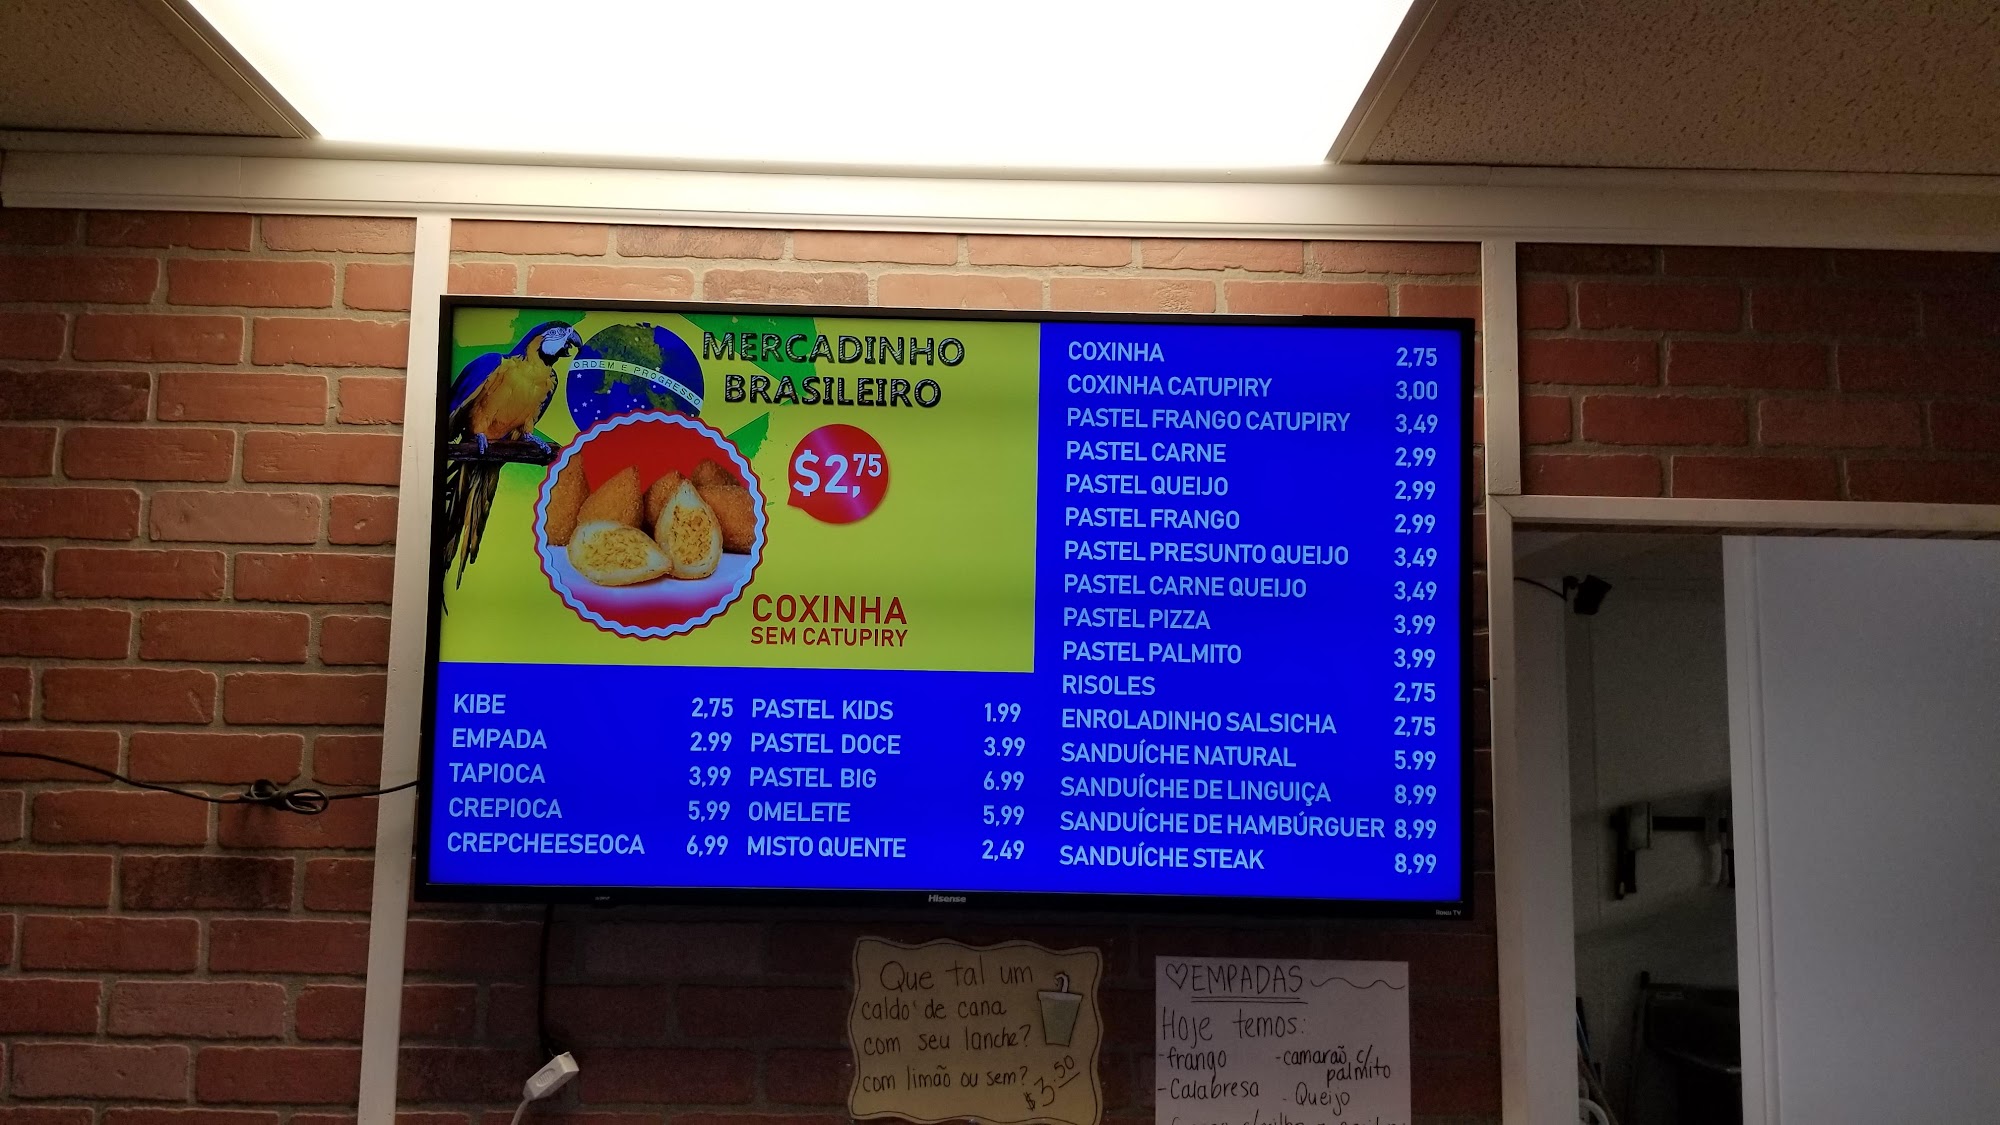 MERCADINHO
BRASILEIRO
ORDEM E PROGRESSO
$2,75
COXINHA
SEM CATUPIRY
KIBE 2,75
EMPADA 2.99
TAPIOCA 3,99
CREPIOCA 5,99
CREPCHEESEOCA 6,99
PASTEL KIDS 1.99
PASTEL DOCE 3.99
PASTEL BIG 6.99
OMELETE 5,99
MISTO QUENTE 2,49
COXINHA 2,75
COXINHA CATUPIRY 3,00
PASTEL FRANGO CATUPIRY 3,49
PASTEL CARNE 2,99
PASTEL QUEIJO 2,99
PASTEL FRANGO 2,99
PASTEL PRESUNTO QUEIJO 3,49
PASTEL CARNE QUEIJO 3,49
PASTEL PIZZA 3,99
PASTEL PALMITO 3,99
RISOLES 2,75
ENROLADINHO SALSICHA 2,75
SANDUÍCHE NATURAL 5.99
SANDUÍCHE DE LINGUIÇA 8,99
SANDUÍCHE DE HAMBÚRGUER 8,99
SANDUÍCHE STEAK 8,99
Hisense
Roku TV
Que tal um
caldo de cana
com seu lanche?
com limão ou sem?
$3.50
EMPADAS
Hoje temos:
-frango
-Calabresa
-camarão c/
palmito
-Queijo